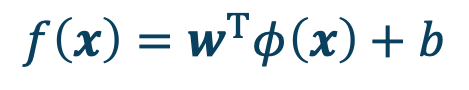 f(x) = wᵀϕ(x) + b